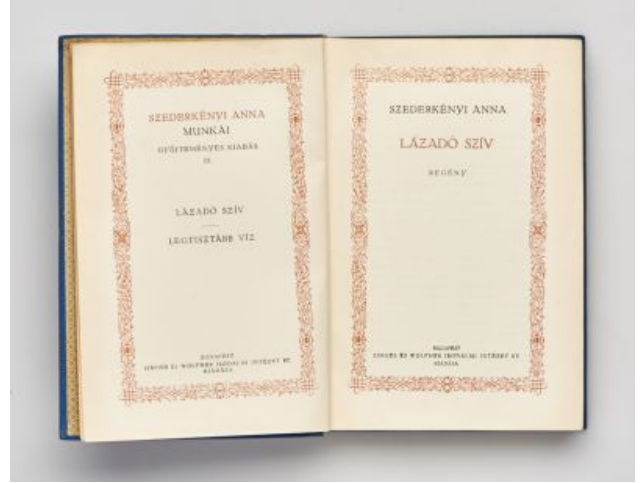 SZEDERKÉNYI ANNA
MUNKÁI
GYŰJTEMÉNYES KIADÁS
III
LÁZADÓ SZÍV
LEGTISZTÁBB VÍZ
BUDAPEST
SINGER ÉS WOLFNER IRODALMI INTÉZET RT.
KIADÁSA
SZEDERKÉNYI ANNA
LÁZADÓ SZÍV
REGÉNY
BUDAPEST
SINGER ÉS WOLFNER IRODALMI INTÉZET RT.
KIADÁSA